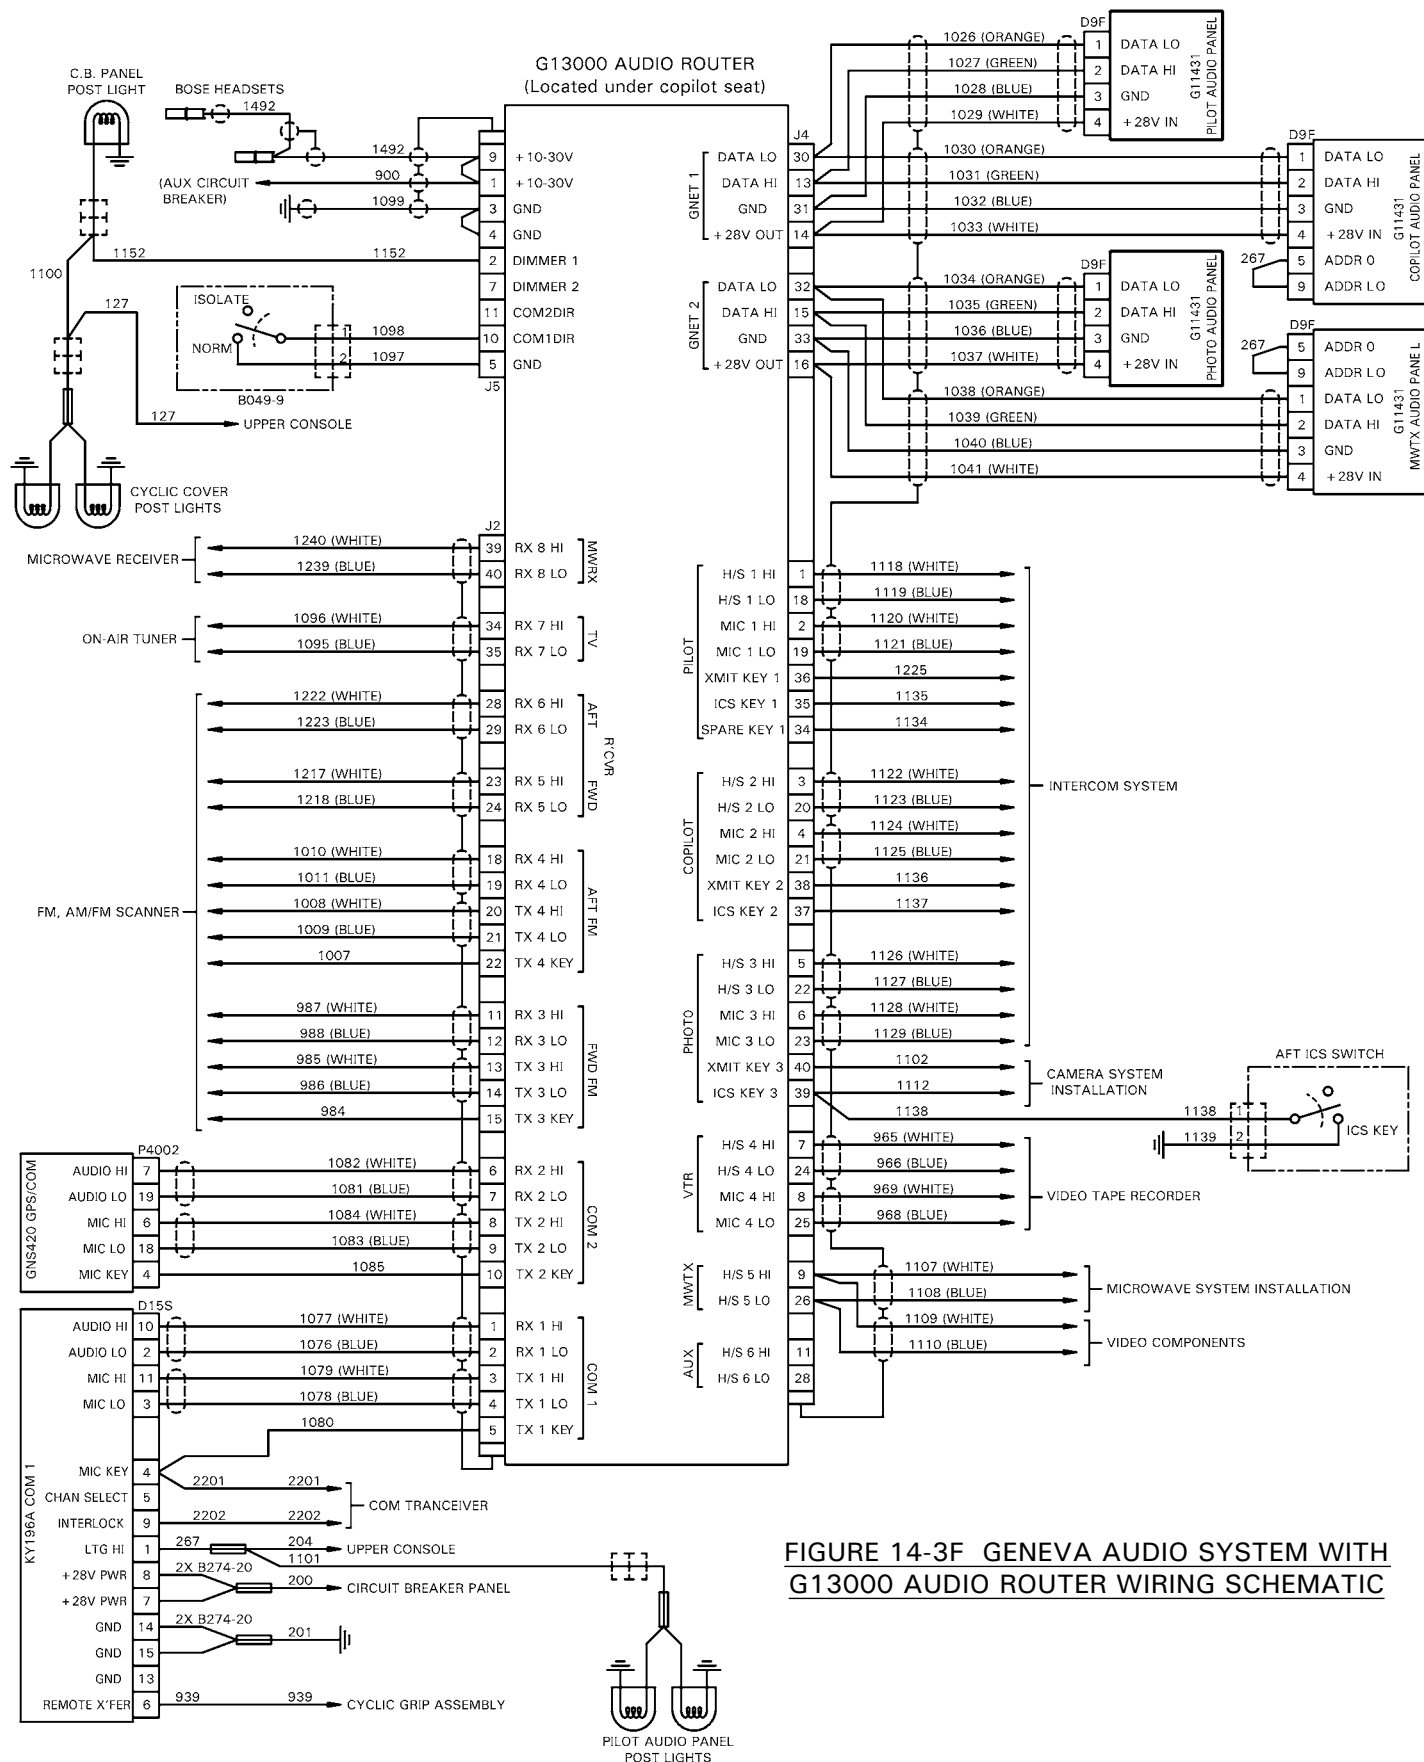 G13000 AUDIO ROUTER
(Located under copilot seat)
C.B. PANEL
POST LIGHT
BOSE HEADSETS
1492
1492
9 +10-30V
(AUX CIRCUIT
BREAKER)
900
1 +10-30V
1099
3 GND
4 GND
1152 1152
2 DIMMER 1
7 DIMMER 2
11 COM2DIR
1098
10 COM1DIR
1097
5 GND
J5
1100
127
ISOLATE
NORM
1
2
B049-9
127
UPPER CONSOLE
CYCLIC COVER
POST LIGHTS
J4
GNET 1
DATA LO 30
DATA HI 13
GND 31
+28V OUT 14
GNET 2
DATA LO 32
DATA HI 15
GND 33
+28V OUT 16
1026 (ORANGE)
1027 (GREEN)
1028 (BLUE)
1029 (WHITE)
D9F
1 DATA LO
2 DATA HI
3 GND
4 +28V IN
G11431
PILOT AUDIO PANEL
1030 (ORANGE)
1031 (GREEN)
1032 (BLUE)
1033 (WHITE)
D9F
1 DATA LO
2 DATA HI
3 GND
4 +28V IN
267
5 ADDR 0
9 ADDR LO
G11431
COPILOT AUDIO PANEL
1034 (ORANGE)
1035 (GREEN)
1036 (BLUE)
1037 (WHITE)
D9F
1 DATA LO
2 DATA HI
3 GND
4 +28V IN
G11431
PHOTO AUDIO PANEL
1038 (ORANGE)
1039 (GREEN)
1040 (BLUE)
1041 (WHITE)
D9F
267
5 ADDR 0
9 ADDR LO
1 DATA LO
2 DATA HI
3 GND
4 +28V IN
G11431
MWTX AUDIO PANEL
J2
MICROWAVE RECEIVER
1240 (WHITE) 39 RX 8 HI
1239 (BLUE) 40 RX 8 LO
MWRX
ON-AIR TUNER
1096 (WHITE) 34 RX 7 HI
1095 (BLUE) 35 RX 7 LO
TV
1222 (WHITE) 28 RX 6 HI
1223 (BLUE) 29 RX 6 LO
AFT
R'CVR
1217 (WHITE) 23 RX 5 HI
1218 (BLUE) 24 RX 5 LO
FWD
FM, AM/FM SCANNER
1010 (WHITE) 18 RX 4 HI
1011 (BLUE) 19 RX 4 LO
1008 (WHITE) 20 TX 4 HI
1009 (BLUE) 21 TX 4 LO
1007 22 TX 4 KEY
AFT FM
987 (WHITE) 11 RX 3 HI
988 (BLUE) 12 RX 3 LO
985 (WHITE) 13 TX 3 HI
986 (BLUE) 14 TX 3 LO
984 15 TX 3 KEY
FWD FM
P4002
GNS420 GPS/COM
AUDIO HI 7 1082 (WHITE) 6 RX 2 HI
AUDIO LO 19 1081 (BLUE) 7 RX 2 LO
MIC HI 6 1084 (WHITE) 8 TX 2 HI
MIC LO 18 1083 (BLUE) 9 TX 2 LO
MIC KEY 4 1085 10 TX 2 KEY
COM 2
D15S
KY196A COM 1
AUDIO HI 10 1077 (WHITE) 1 RX 1 HI
AUDIO LO 2 1076 (BLUE) 2 RX 1 LO
MIC HI 11 1079 (WHITE) 3 TX 1 HI
MIC LO 3 1078 (BLUE) 4 TX 1 LO
1080 5 TX 1 KEY
COM 1
MIC KEY 4
2201 2201
CHAN SELECT 5
COM TRANCEIVER
INTERLOCK 9 2202 2202
LTG HI 1 267 204 UPPER CONSOLE
1101
+28V PWR 8 2X B274-20
200 CIRCUIT BREAKER PANEL
+28V PWR 7
GND 14 2X B274-20
201
GND 15
GND 13
REMOTE X'FER 6 939 939 CYCLIC GRIP ASSEMBLY
PILOT AUDIO PANEL
POST LIGHTS
PILOT
H/S 1 HI 1 1118 (WHITE)
H/S 1 LO 18 1119 (BLUE)
MIC 1 HI 2 1120 (WHITE)
MIC 1 LO 19 1121 (BLUE)
XMIT KEY 1 36 1225
ICS KEY 1 35 1135
SPARE KEY 1 34 1134
COPILOT
H/S 2 HI 3 1122 (WHITE)
INTERCOM SYSTEM
H/S 2 LO 20 1123 (BLUE)
MIC 2 HI 4 1124 (WHITE)
MIC 2 LO 21 1125 (BLUE)
XMIT KEY 2 38 1136
ICS KEY 2 37 1137
PHOTO
H/S 3 HI 5 1126 (WHITE)
H/S 3 LO 22 1127 (BLUE)
MIC 3 HI 6 1128 (WHITE)
MIC 3 LO 23 1129 (BLUE)
XMIT KEY 3 40 1102
ICS KEY 3 39 1112
CAMERA SYSTEM
INSTALLATION
1138 1138 1
1139 2
AFT ICS SWITCH
ICS KEY
VTR
H/S 4 HI 7 965 (WHITE)
H/S 4 LO 24 966 (BLUE)
MIC 4 HI 8 969 (WHITE)
MIC 4 LO 25 968 (BLUE)
VIDEO TAPE RECORDER
MWTX
H/S 5 HI 9 1107 (WHITE)
H/S 5 LO 26 1108 (BLUE)
MICROWAVE SYSTEM INSTALLATION
1109 (WHITE)
1110 (BLUE)
VIDEO COMPONENTS
AUX
H/S 6 HI 11
H/S 6 LO 28
FIGURE 14-3F GENEVA AUDIO SYSTEM WITH
G13000 AUDIO ROUTER WIRING SCHEMATIC